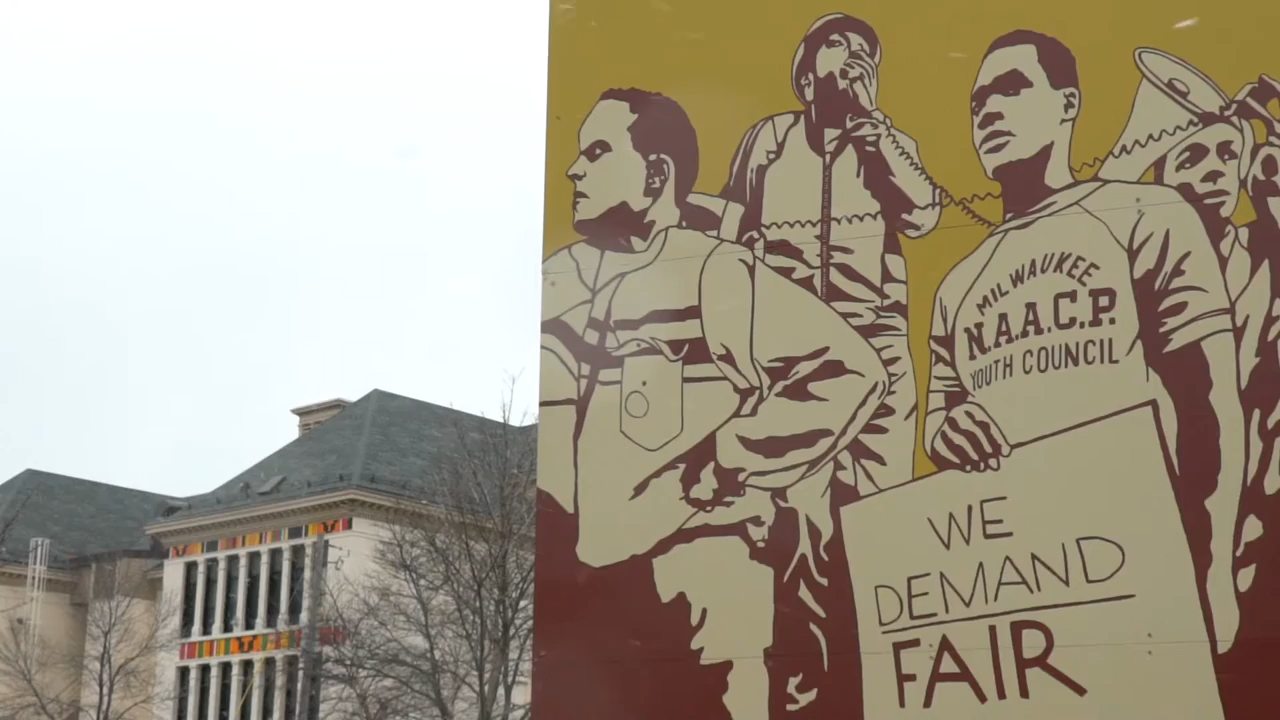 MILWAUKEE
N.A.A.C.P.
YOUTH COUNCIL
WE
DEMAND
FAIR